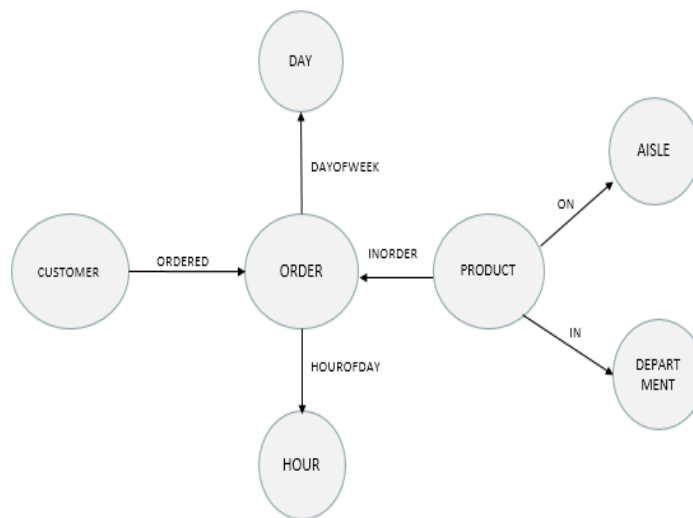 DAY
AISLE
DAYOFWEEK
ON
CUSTOMER
ORDERED
ORDER
INORDER
PRODUCT
IN
HOUROFDAY
DEPART
MENT
HOUR